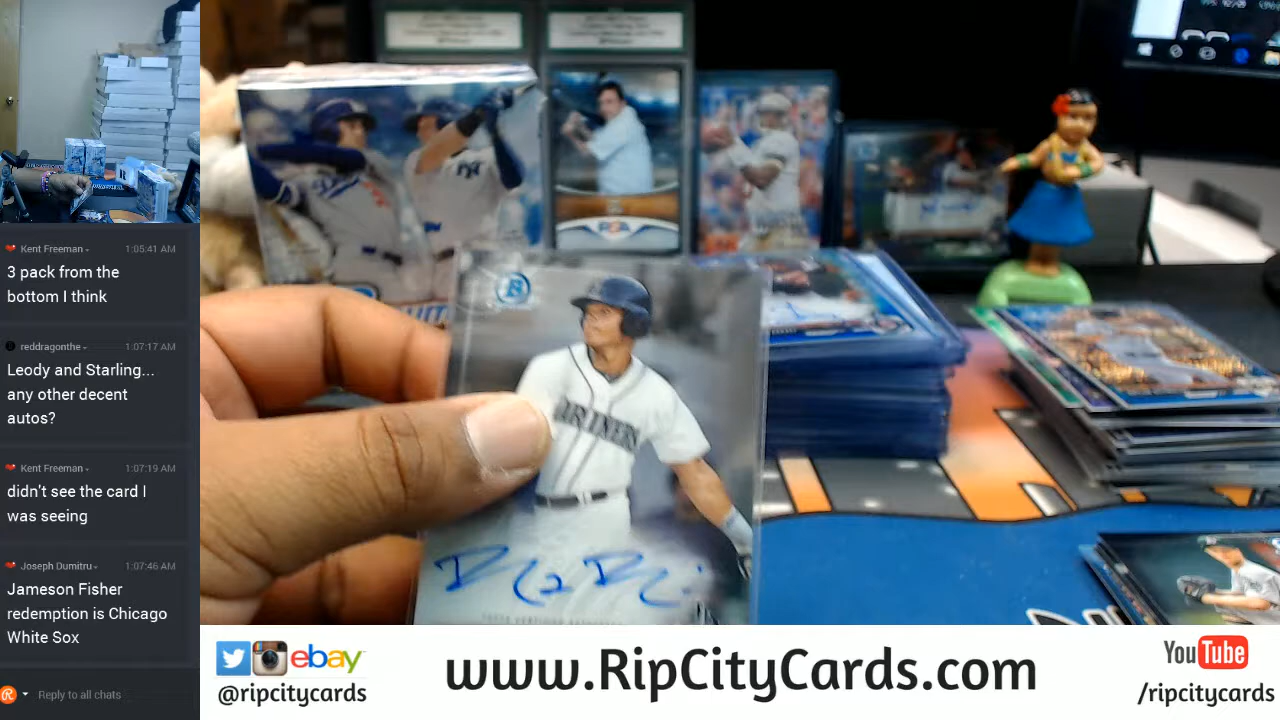 Kent Freeman 1:05:41 AM
3 pack from the
bottom I think
reddragonthe 1:07:17 AM
Leody and Starling...
any other decent
autos?
Kent Freeman 1:07:19 AM
didn't see the card I
was seeing
Joseph Dumitru 1:07:46 AM
Jameson Fisher
redemption is Chicago
White Sox
Reply to all chats
B
MARINERS
ebay
@ripcitycards
www.RipCityCards.com
YouTube
/ripcitycards